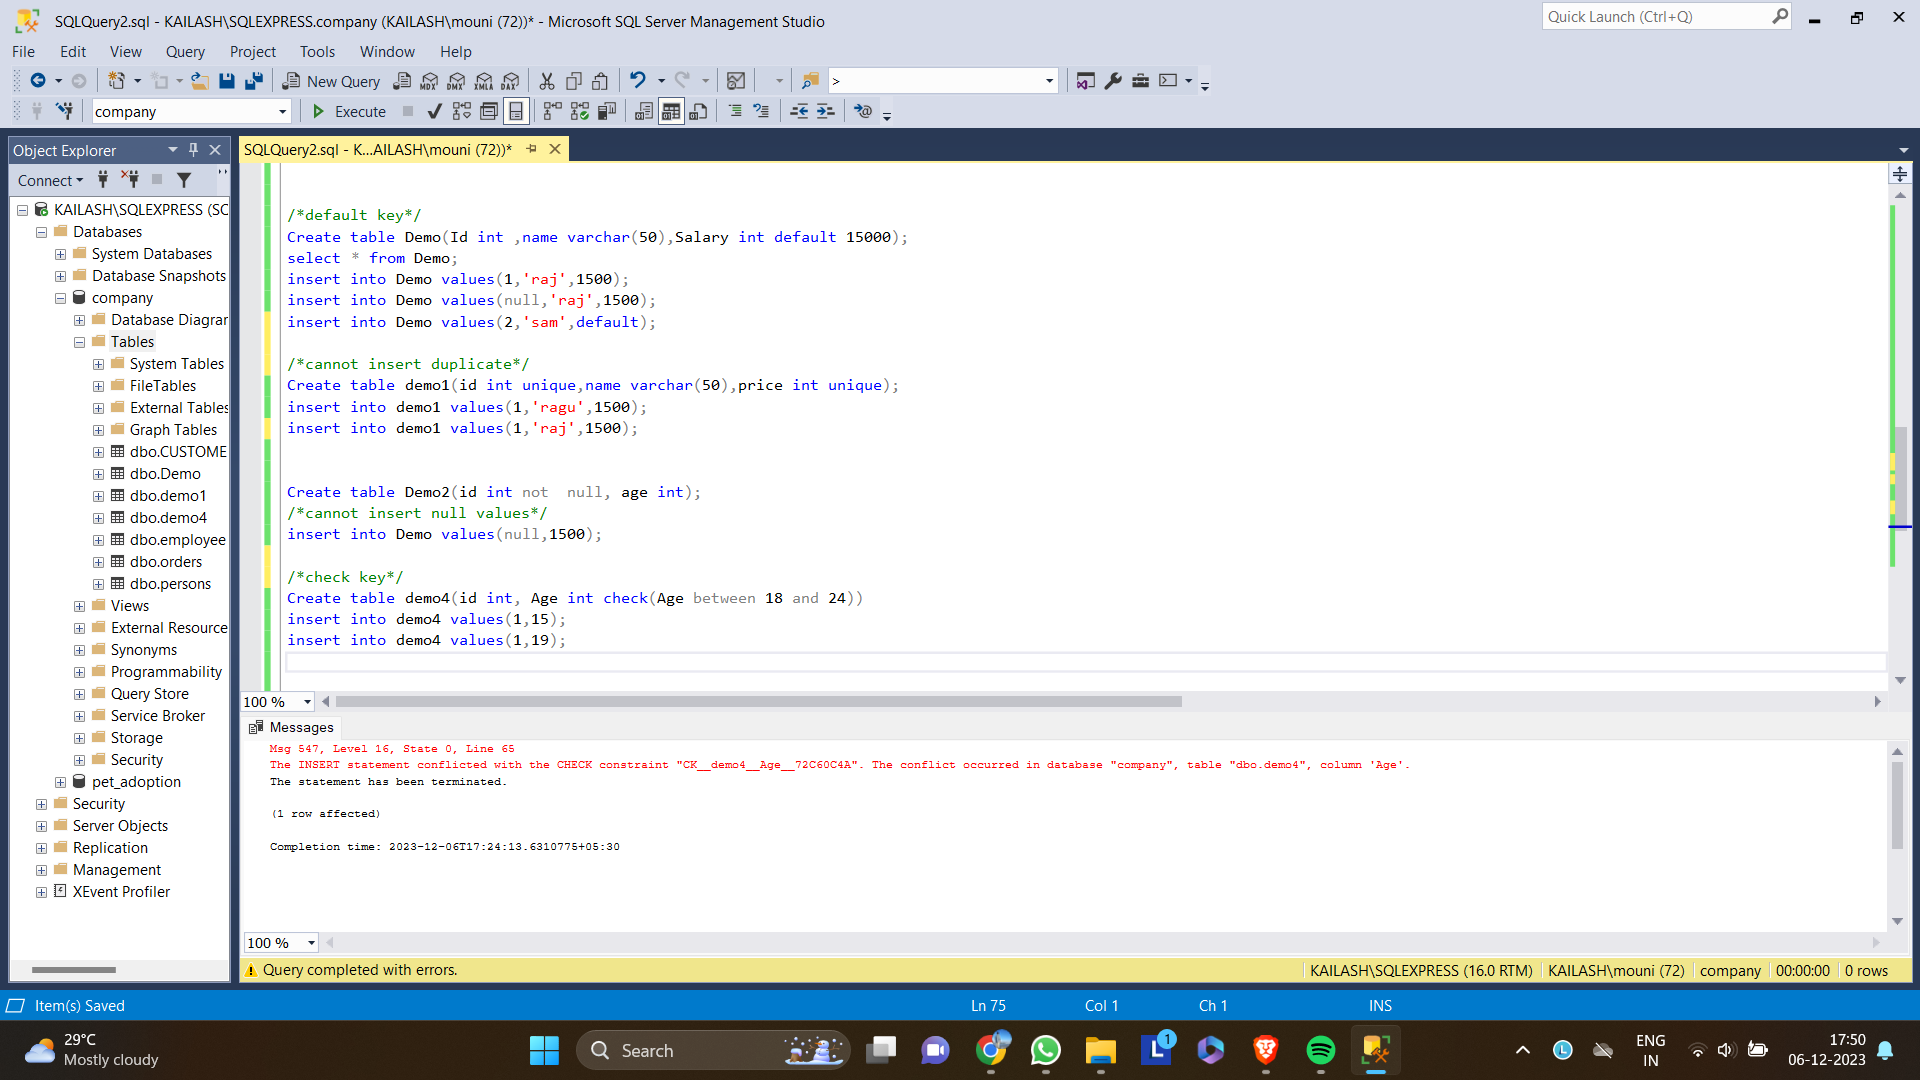 SQLQuery2.sql - KAILASH\SQLEXPRESS.company (KAILASH\mouni (72))* - Microsoft SQL Server Management Studio
Quick Launch (Ctrl+Q)
File Edit View Query Project Tools Window Help
New Query MDX DMX XMLA DAX >
company Execute
Object Explorer
SQLQuery2.sql - K...AILASH\mouni (72))*
Connect
KAILASH\SQLEXPRESS (SC
Databases
System Databases
Database Snapshots
company
Database Diagrar
Tables
System Tables
FileTables
External Tables
Graph Tables
dbo.CUSTOME
dbo.Demo
dbo.demo1
dbo.demo4
dbo.employee
dbo.orders
dbo.persons
Views
External Resource
Synonyms
Programmability
Query Store
Service Broker
Storage
Security
pet_adoption
Security
Server Objects
Replication
Management
XEvent Profiler
/*default key*/
Create table Demo(Id int ,name varchar(50),Salary int default 15000);
select * from Demo;
insert into Demo values(1,'raj',1500);
insert into Demo values(null,'raj',1500);
insert into Demo values(2,'sam',default);
/*cannot insert duplicate*/
Create table demo1(id int unique,name varchar(50),price int unique);
insert into demo1 values(1,'ragu',1500);
insert into demo1 values(1,'raj',1500);
Create table Demo2(id int not  null, age int);
/*cannot insert null values*/
insert into Demo values(null,1500);
/*check key*/
Create table demo4(id int, Age int check(Age between 18 and 24))
insert into demo4 values(1,15);
insert into demo4 values(1,19);
100 %
Messages
Msg 547, Level 16, State 0, Line 65
The INSERT statement conflicted with the CHECK constraint "CK__demo4__Age__72C60C4A". The conflict occurred in database "company", table "dbo.demo4", column 'Age'.
The statement has been terminated.
(1 row affected)
Completion time: 2023-12-06T17:24:13.6310775+05:30
100 %
Query completed with errors. KAILASH\SQLEXPRESS (16.0 RTM) KAILASH\mouni (72) company 00:00:00 0 rows
Item(s) Saved Ln 75 Col 1 Ch 1 INS
29°C
Mostly cloudy
Search
L 1
L
ENG
IN
17:50
06-12-2023